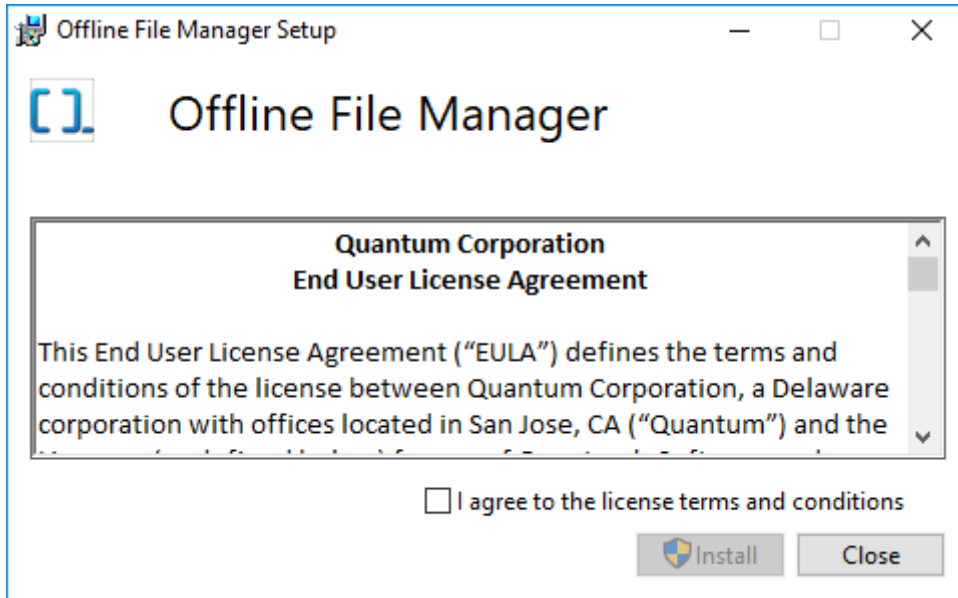 Offline File Manager Setup
Offline File Manager
Quantum Corporation
End User License Agreement
This End User License Agreement (“EULA”) defines the terms and
conditions of the license between Quantum Corporation, a Delaware
corporation with offices located in San Jose, CA (“Quantum”) and the
I agree to the license terms and conditions
Install
Close